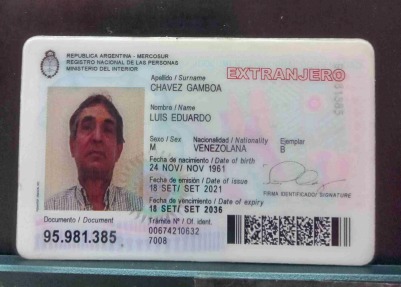 REPUBLICA ARGENTINA - MERCOSUR
REGISTRO NACIONAL DE LAS PERSONAS
MINISTERIO DEL INTERIOR
EXTRANJERO
Apellido / Surname
CHAVEZ GAMBOA
Nombre / Name
LUIS EDUARDO
Sexo / Sex Nacionalidad / Nationality Ejemplar
M VENEZOLANA B
Fecha de nacimiento / Date of birth
24 NOV/ NOV 1961
Fecha de emisión / Date of issue
18 SET/ SET 2021
Fecha de vencimiento / Date of expiry
18 SET/ SET 2036
FIRMA IDENTIFICADO/ SIGNATURE
Documento / Document
95.981.385
Trámite N° / Of. ident.
00674210632
7008